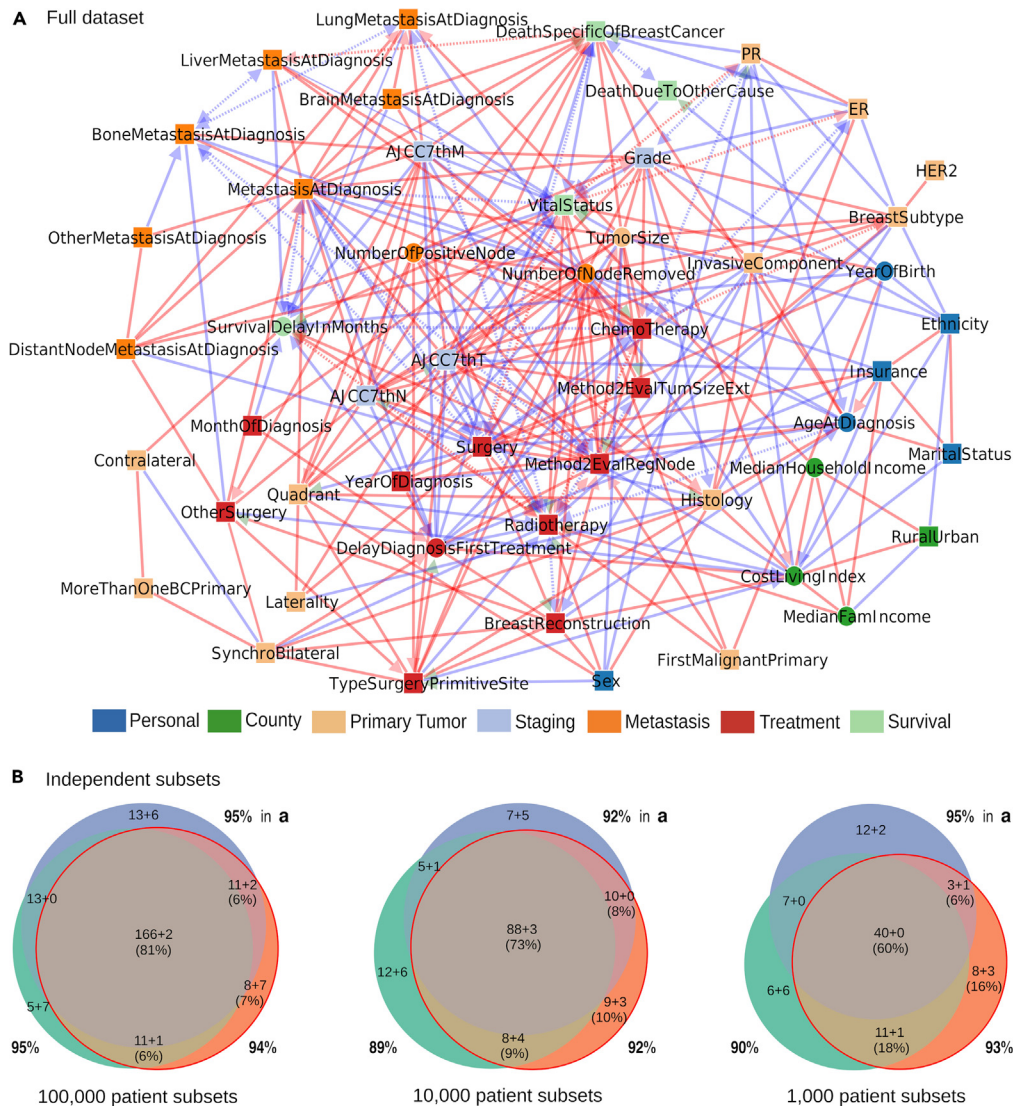 A Full dataset
LungMetastasisAtDiagnosis
DeathSpecificOfBreastCancer
PR
LiverMetastasisAtDiagnosis
DeathDueToOtherCause
BrainMetastasisAtDiagnosis
ER
BoneMetastasisAtDiagnosis
AJCC7thM
Grade
HER2
MetastasisAtDiagnosis
VitalStatus
BreastSubtype
OtherMetastasisAtDiagnosis
TumorSize
NumberOfPositiveNode
InvasiveComponent
NumberOfNodeRemoved
YearOfBirth
SurvivalDelayInMonths
ChemoTherapy
Ethnicity
DistantNodeMetastasisAtDiagnosis
AJCC7thT
Insurance
Method2EvalTumSizeExt
AJCC7thN
MonthOfDiagnosis
AgeAtDiagnosis
Surgery
MaritalStatus
Contralateral
Method2EvalRegNode
MedianHouseholdIncome
YearOfDiagnosis
Quadrant
Histology
OtherSurgery
Radiotherapy
RuralUrban
DelayDiagnosisFirstTreatment
CostLivingIndex
MoreThanOneBCPrimary
Laterality
MedianFamIncome
BreastReconstruction
SynchroBilateral
FirstMalignantPrimary
TypeSurgeryPrimitiveSite
Sex
Personal County Primary Tumor Staging Metastasis Treatment Survival
B Independent subsets
13+6
95% in a
11+2
(6%)
13+0
166+2
(81%)
8+7
(7%)
5+7
11+1
(6%)
95%
94%
100,000 patient subsets
7+5
92% in a
5+1
10+0
(8%)
88+3
(73%)
12+6
9+3
(10%)
8+4
(9%)
89%
92%
10,000 patient subsets
12+2
95% in a
3+1
(6%)
7+0
40+0
(60%)
8+3
(16%)
6+6
11+1
(18%)
90%
93%
1,000 patient subsets